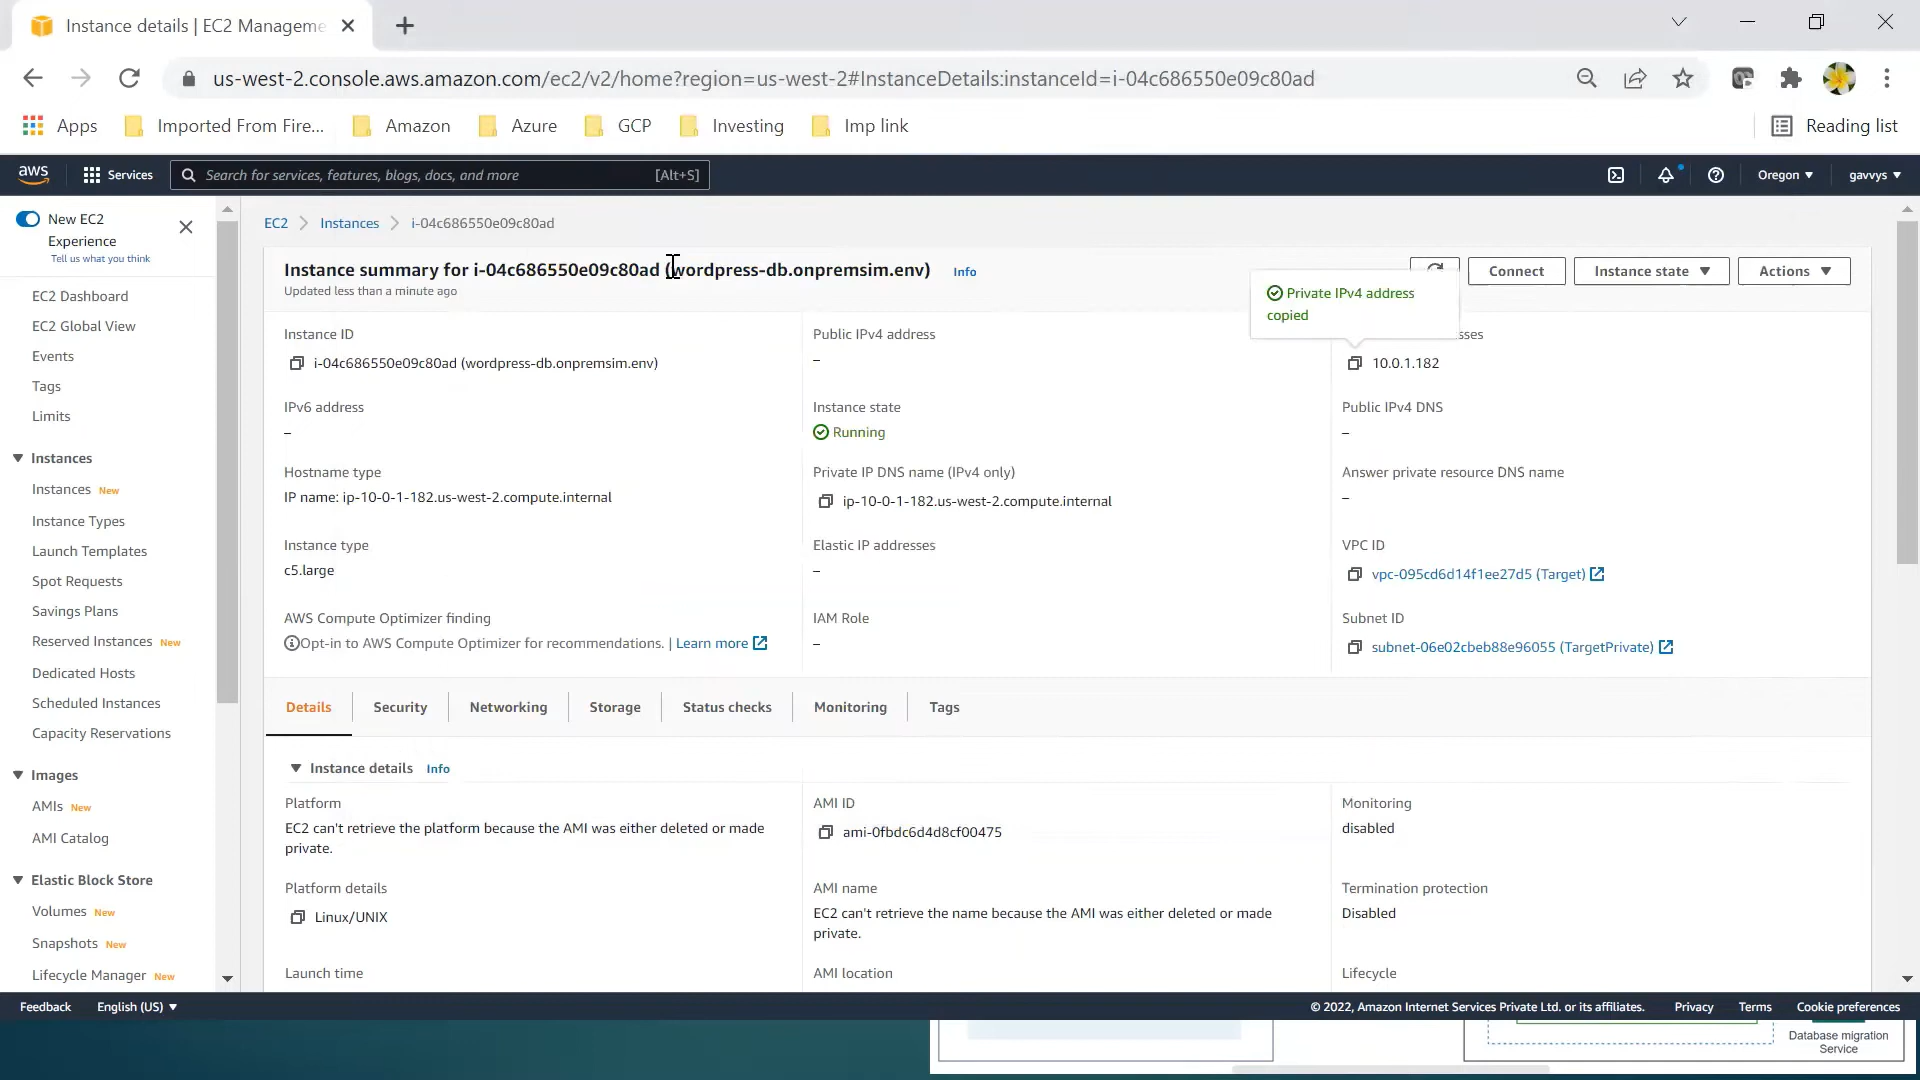 Instance details | EC2 Manageme
us-west-2.console.aws.amazon.com/ec2/v2/home?region=us-west-2#InstanceDetails:instanceId=i-04c686550e09c80ad
Apps
Imported From Fire...
Amazon
Azure
GCP
Investing
Imp link
Reading list
aws
Services
Search for services, features, blogs, docs, and more
[Alt+S]
Oregon
gavvys
New EC2
Experience
Tell us what you think
EC2 Dashboard
EC2 Global View
Events
Tags
Limits
Instances
Instances New
Instance Types
Launch Templates
Spot Requests
Savings Plans
Reserved Instances New
Dedicated Hosts
Scheduled Instances
Capacity Reservations
Images
AMIs New
AMI Catalog
Elastic Block Store
Volumes New
Snapshots New
Lifecycle Manager New
EC2
Instances
i-04c686550e09c80ad
Instance summary for i-04c686550e09c80ad (wordpress-db.onpremsim.env)
Info
Updated less than a minute ago
Connect
Instance state
Actions
Private IPv4 address
copied
Instance ID
i-04c686550e09c80ad (wordpress-db.onpremsim.env)
Public IPv4 address
–
sses
10.0.1.182
IPv6 address
–
Instance state
Running
Public IPv4 DNS
–
Hostname type
IP name: ip-10-0-1-182.us-west-2.compute.internal
Private IP DNS name (IPv4 only)
ip-10-0-1-182.us-west-2.compute.internal
Answer private resource DNS name
–
Instance type
c5.large
Elastic IP addresses
–
VPC ID
vpc-095cd6d14f1ee27d5 (Target)
AWS Compute Optimizer finding
Opt-in to AWS Compute Optimizer for recommendations. | Learn more
IAM Role
–
Subnet ID
subnet-06e02cbeb88e96055 (TargetPrivate)
Details
Security
Networking
Storage
Status checks
Monitoring
Tags
Instance details
Info
Platform
EC2 can't retrieve the platform because the AMI was either deleted or made
private.
AMI ID
ami-0fbdc6d4d8cf00475
Monitoring
disabled
Platform details
Linux/UNIX
AMI name
EC2 can't retrieve the name because the AMI was either deleted or made
private.
Termination protection
Disabled
Launch time
AMI location
Lifecycle
Feedback
English (US)
© 2022, Amazon Internet Services Private Ltd. or its affiliates.
Privacy
Terms
Cookie preferences
Database migration
Service